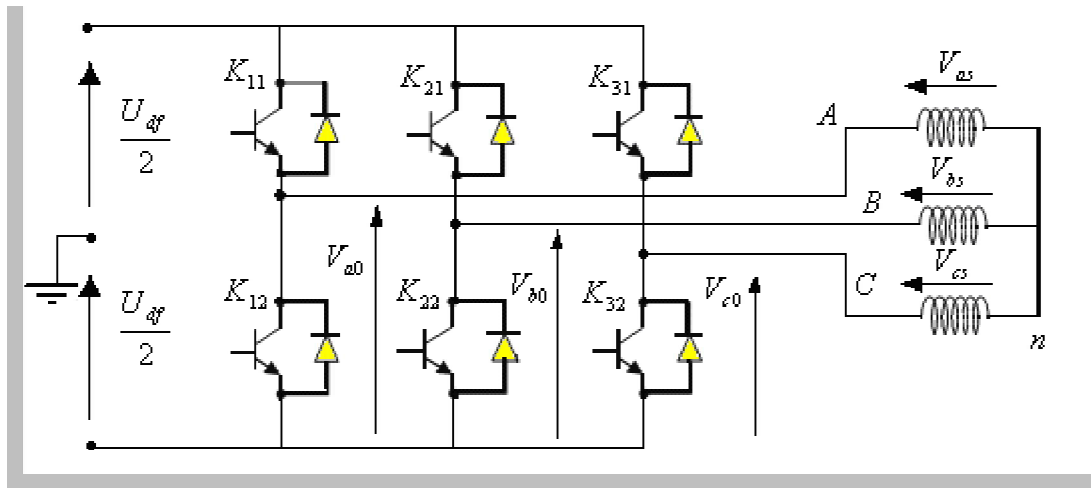 K11
K21
K31
Vas
A
Udf
2
Vbs
B
Va0
Vb0
Vc0
Vcs
C
K12
K22
K32
Udf
2
n